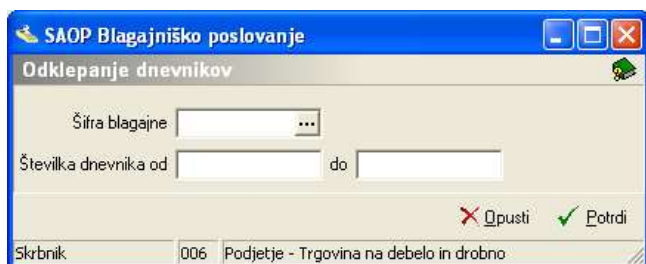 SAOP Blagajniško poslovanje
Odklepanje dnevnikov
Šifra blagajne ...
Številka dnevnika od do
Opusti Potrdi
Skrbnik 006 Podjetje - Trgovina na debelo in drobno